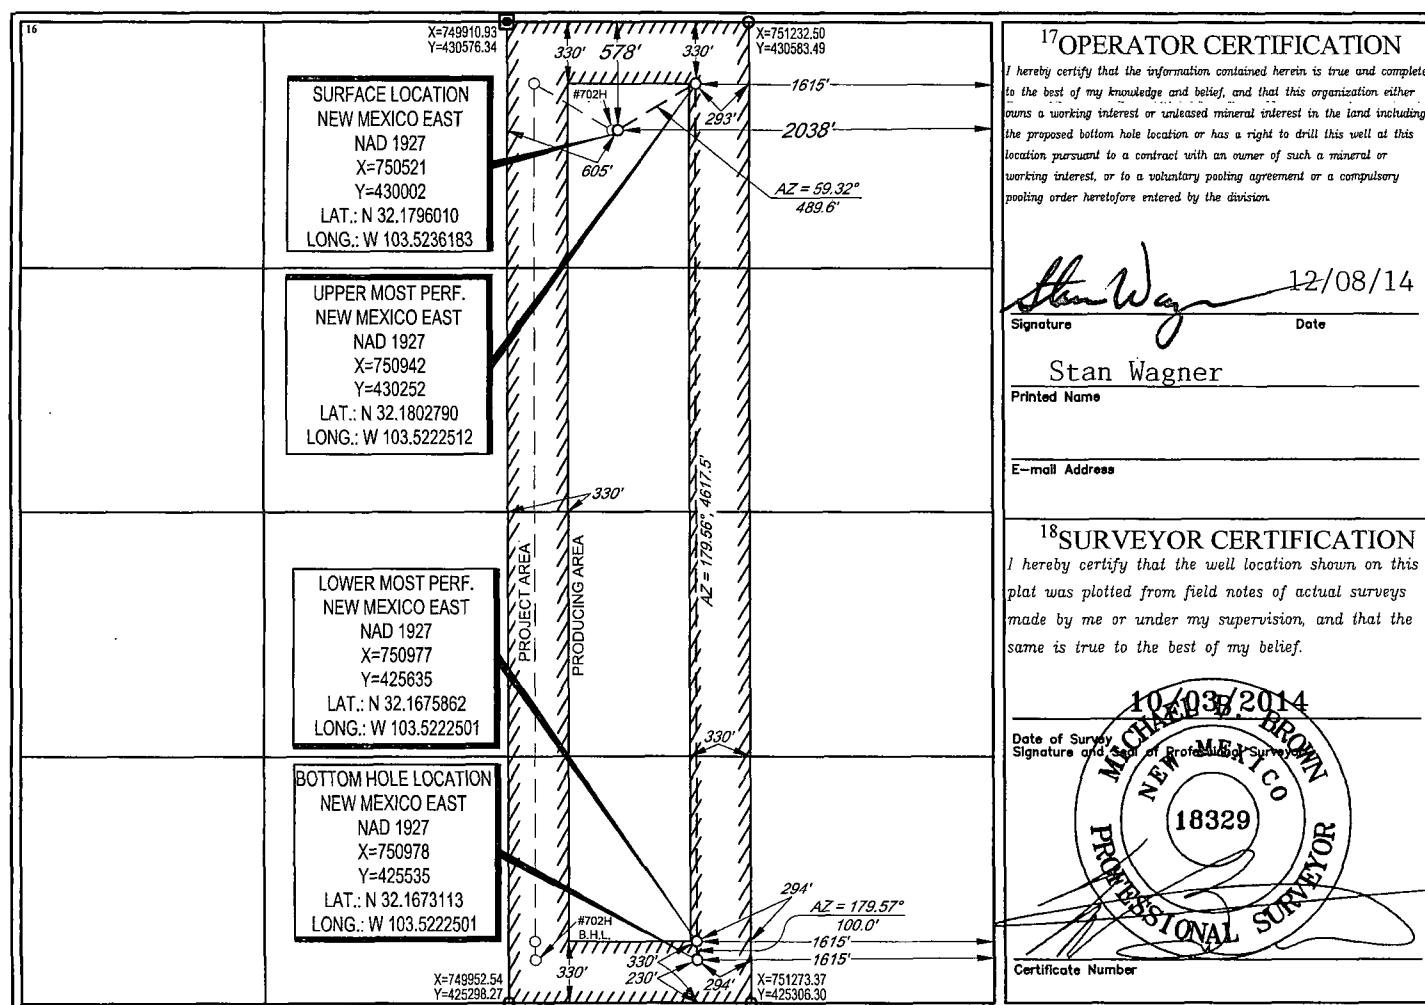 16
X=749910.93
Y=430576.34
X=751232.50
Y=430583.49
330'
578'
330'
1615'
#702H
293'
2038'
605'
AZ = 59.32°
489.6'
SURFACE LOCATION
NEW MEXICO EAST
NAD 1927
X=750521
Y=430002
LAT.: N 32.1796010
LONG.: W 103.5236183
UPPER MOST PERF.
NEW MEXICO EAST
NAD 1927
X=750942
Y=430252
LAT.: N 32.1802790
LONG.: W 103.5222512
330'
AZ = 179.56°, 4617.5'
PROJECT AREA
PRODUCING AREA
LOWER MOST PERF.
NEW MEXICO EAST
NAD 1927
X=750977
Y=425635
LAT.: N 32.1675862
LONG.: W 103.5222501
330'
BOTTOM HOLE LOCATION
NEW MEXICO EAST
NAD 1927
X=750978
Y=425535
LAT.: N 32.1673113
LONG.: W 103.5222501
294'
AZ = 179.57°
100.0'
#702H
B.H.L.
1615'
330'
1615'
330'
230'
294'
X=749952.54
Y=425298.27
X=751273.37
Y=425306.30
17 OPERATOR CERTIFICATION
I hereby certify that the information contained herein is true and complete
to the best of my knowledge and belief, and that this organization either
owns a working interest or unleased mineral interest in the land including
the proposed bottom hole location or has a right to drill this well at this
location pursuant to a contract with an owner of such a mineral or
working interest, or to a voluntary pooling agreement or a compulsory
pooling order heretofore entered by the division.
Stan Wagner 12/08/14
Signature Date
Stan Wagner
Printed Name
E-mail Address
18 SURVEYOR CERTIFICATION
I hereby certify that the well location shown on this
plat was plotted from field notes of actual surveys
made by me or under my supervision, and that the
same is true to the best of my belief.
10/03/2014
Date of Survey
Signature and Seal of Professional Surveyor
MICHAEL B. BROWN
NEW MEXICO
18329
PROFESSIONAL SURVEYOR
Certificate Number